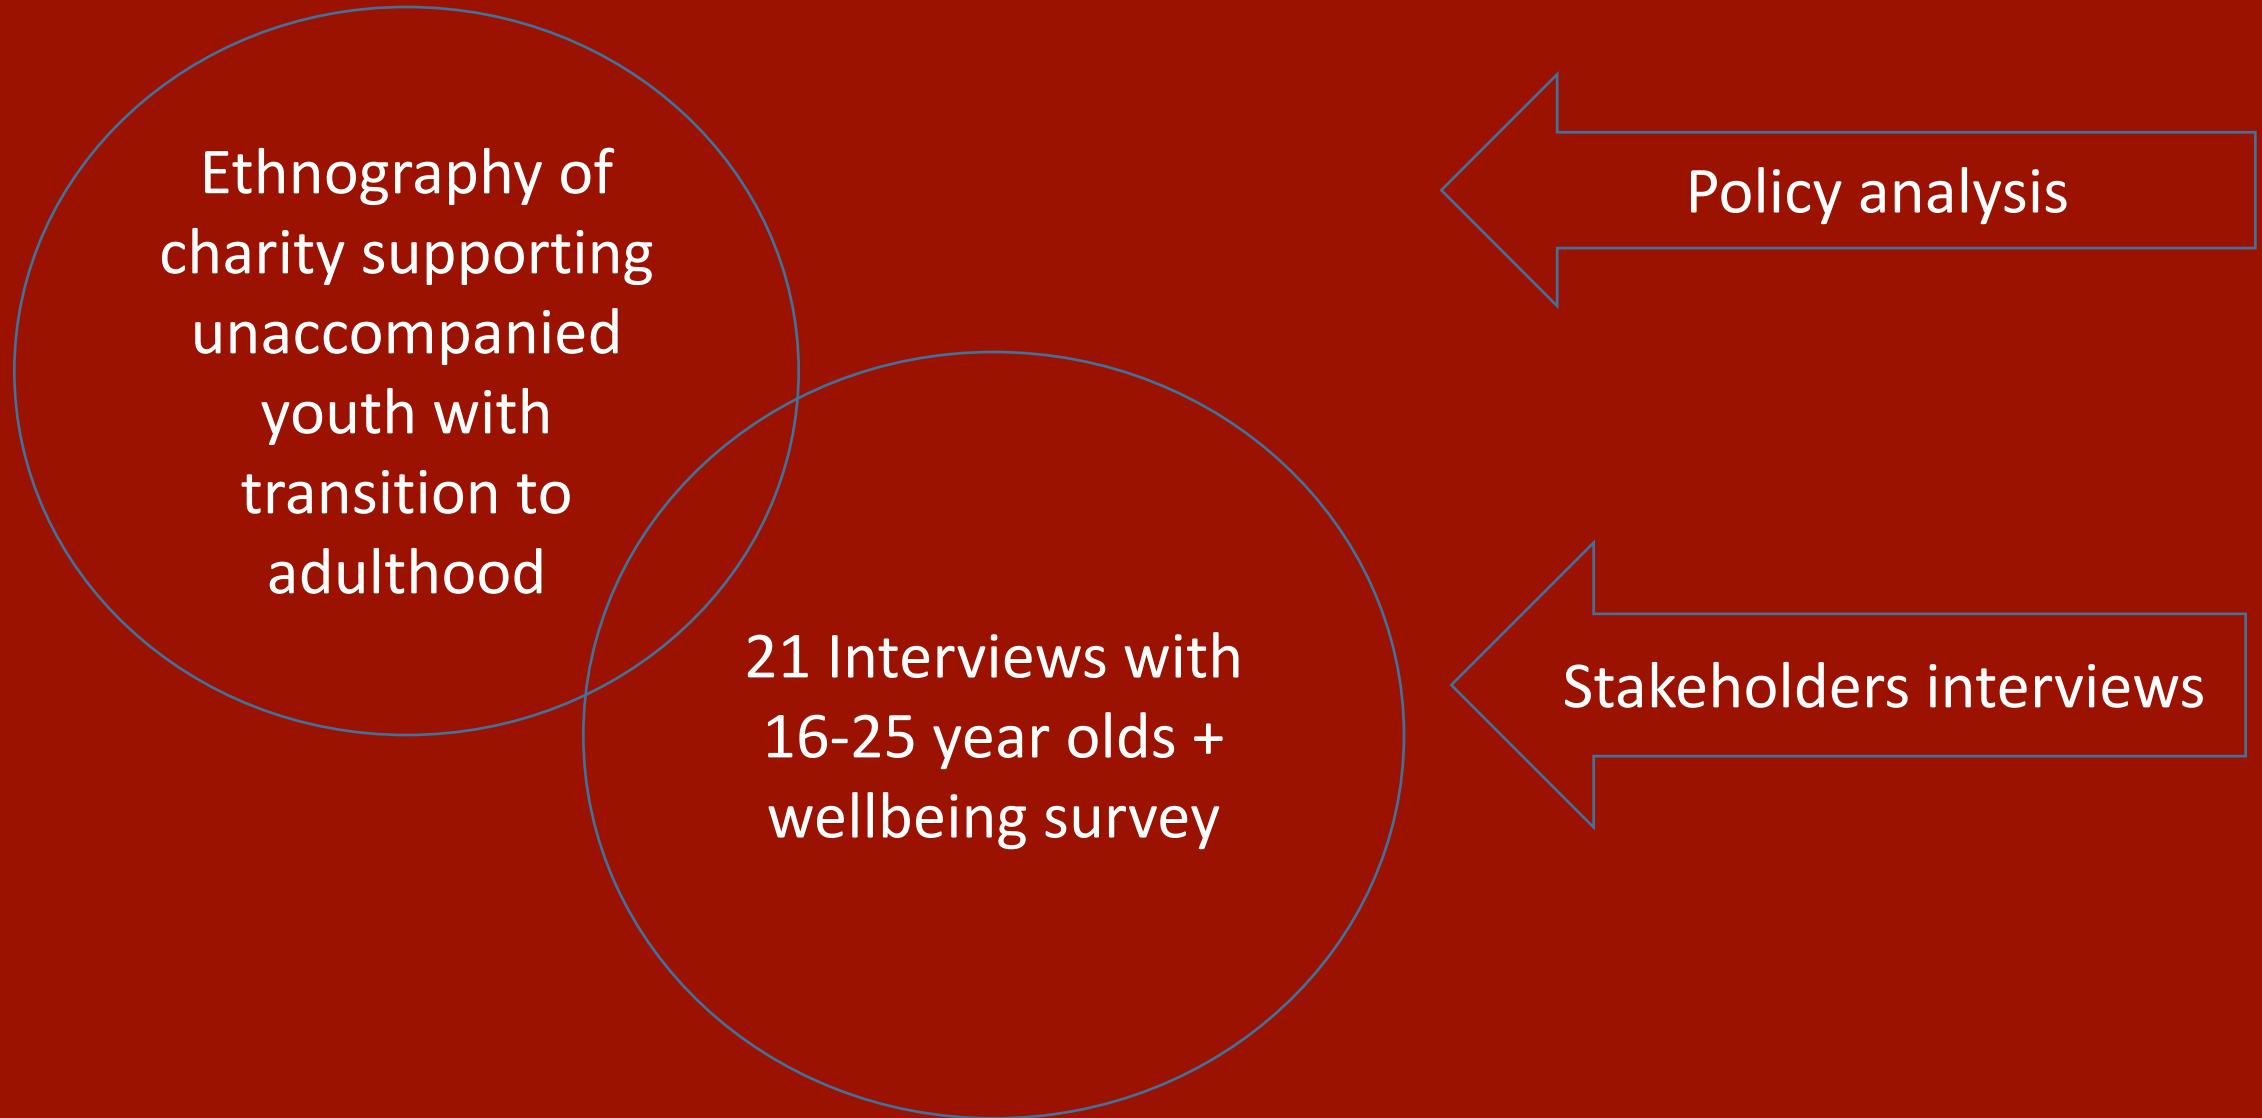 Ethnography of
charity supporting
unaccompanied
youth with
transition to
adulthood
21 Interviews with
16-25 year olds +
wellbeing survey
Policy analysis
Stakeholders interviews